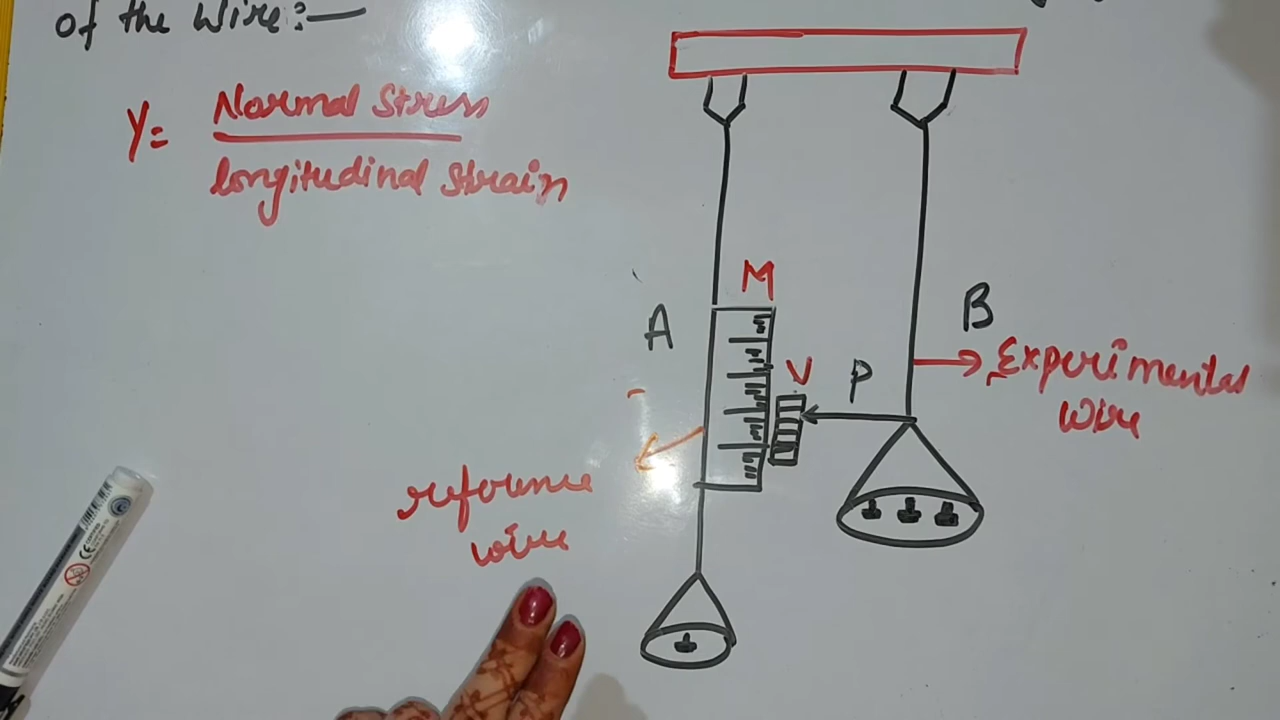 of the Wire:—
Y = Normal Stress
longitudinal Strain
M
A
B
V
P
Experimental
wire
reference
wire